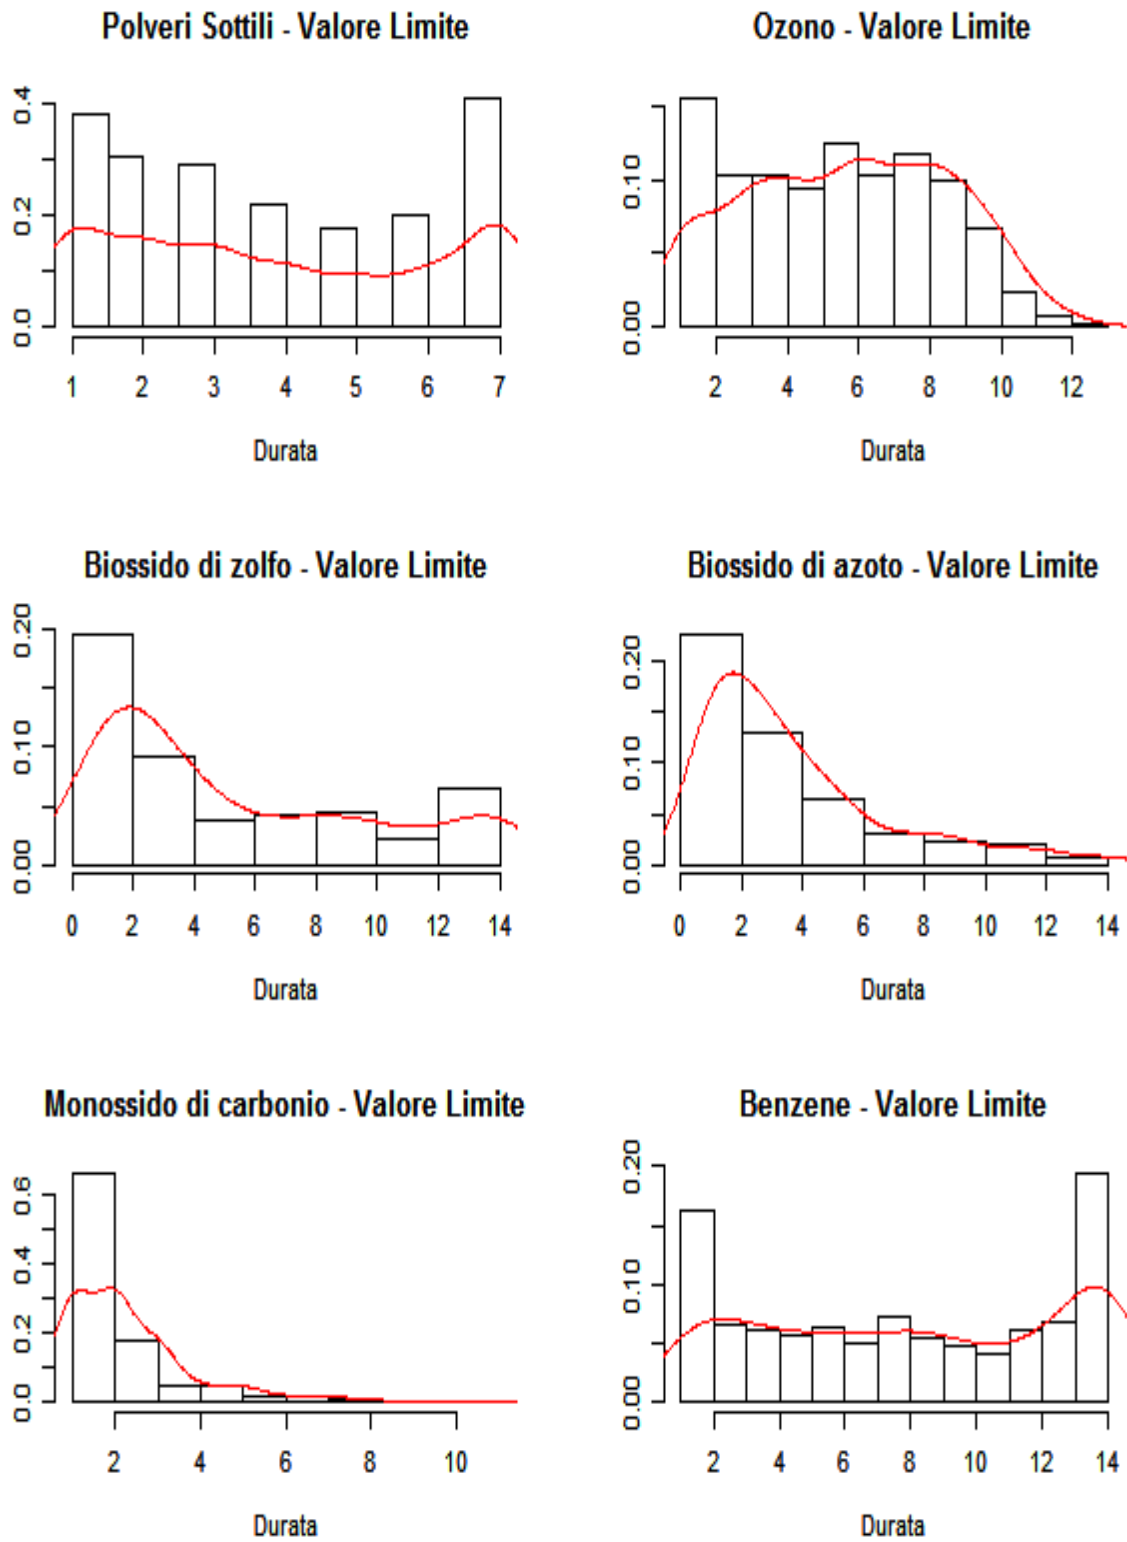 Polveri Sottili - Valore Limite
0.0 0.2 0.4
1 2 3 4 5 6 7
Durata
Ozono - Valore Limite
0.00 0.10
2 4 6 8 10 12
Durata
Biossido di zolfo - Valore Limite
0.00 0.10 0.20
0 2 4 6 8 10 12 14
Durata
Biossido di azoto - Valore Limite
0.00 0.10 0.20
0 2 4 6 8 10 12 14
Durata
Monossido di carbonio - Valore Limite
0.0 0.2 0.4 0.6
2 4 6 8 10
Durata
Benzene - Valore Limite
0.00 0.10 0.20
2 4 6 8 10 12 14
Durata